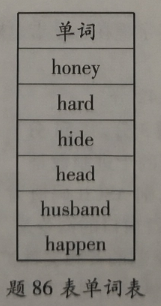 单词
honey
hard
hide
head
husband
happen
题 86 表单词表